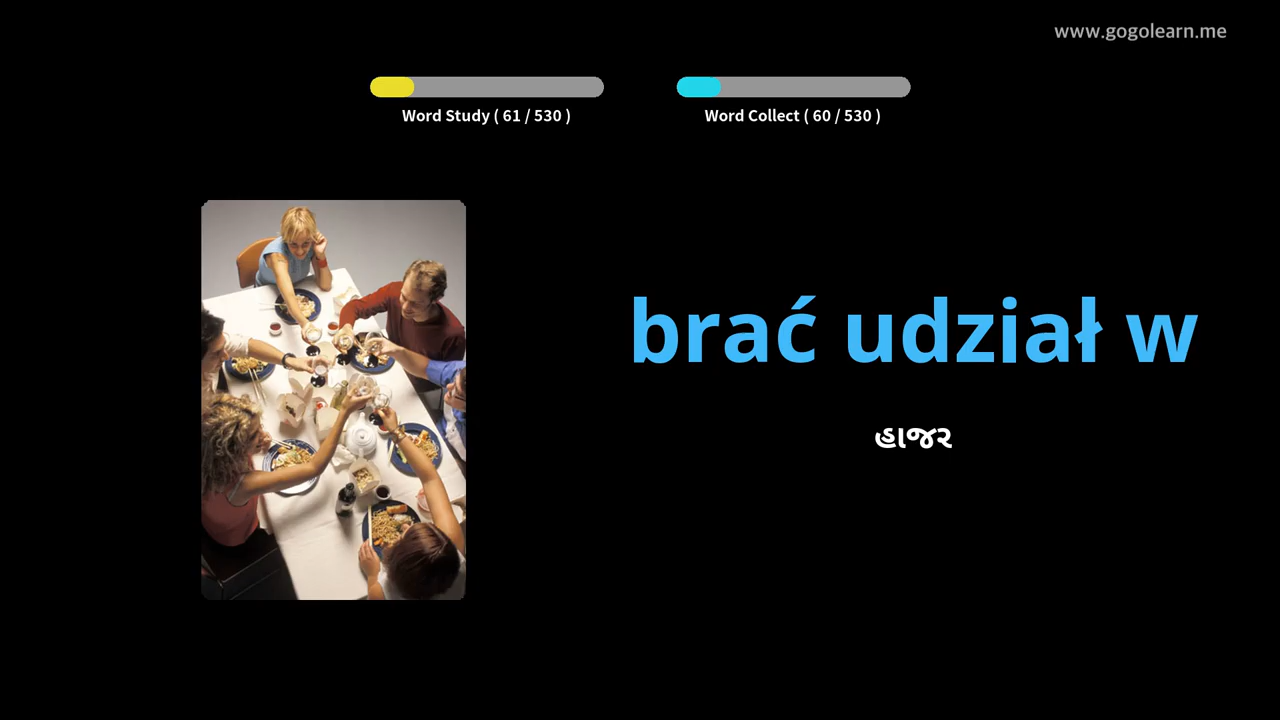 www.gogolearn.me
Word Study ( 61 / 530 )
Word Collect ( 60 / 530 )
brać udział w
હાજર